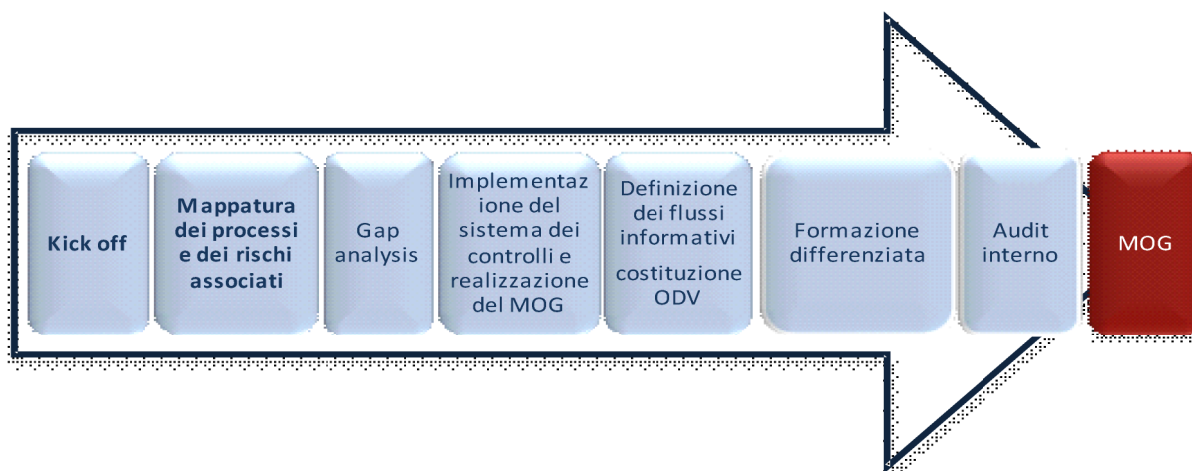 Kick off
Mappatura
dei processi
e dei rischi
associati
Gap
analysis
Implementaz
ione del
sistema dei
controlli e
realizzazione
del MOG
Definizione
dei flussi
informativi
costituzione
ODV
Formazione
differenziata
Audit
interno
MOG